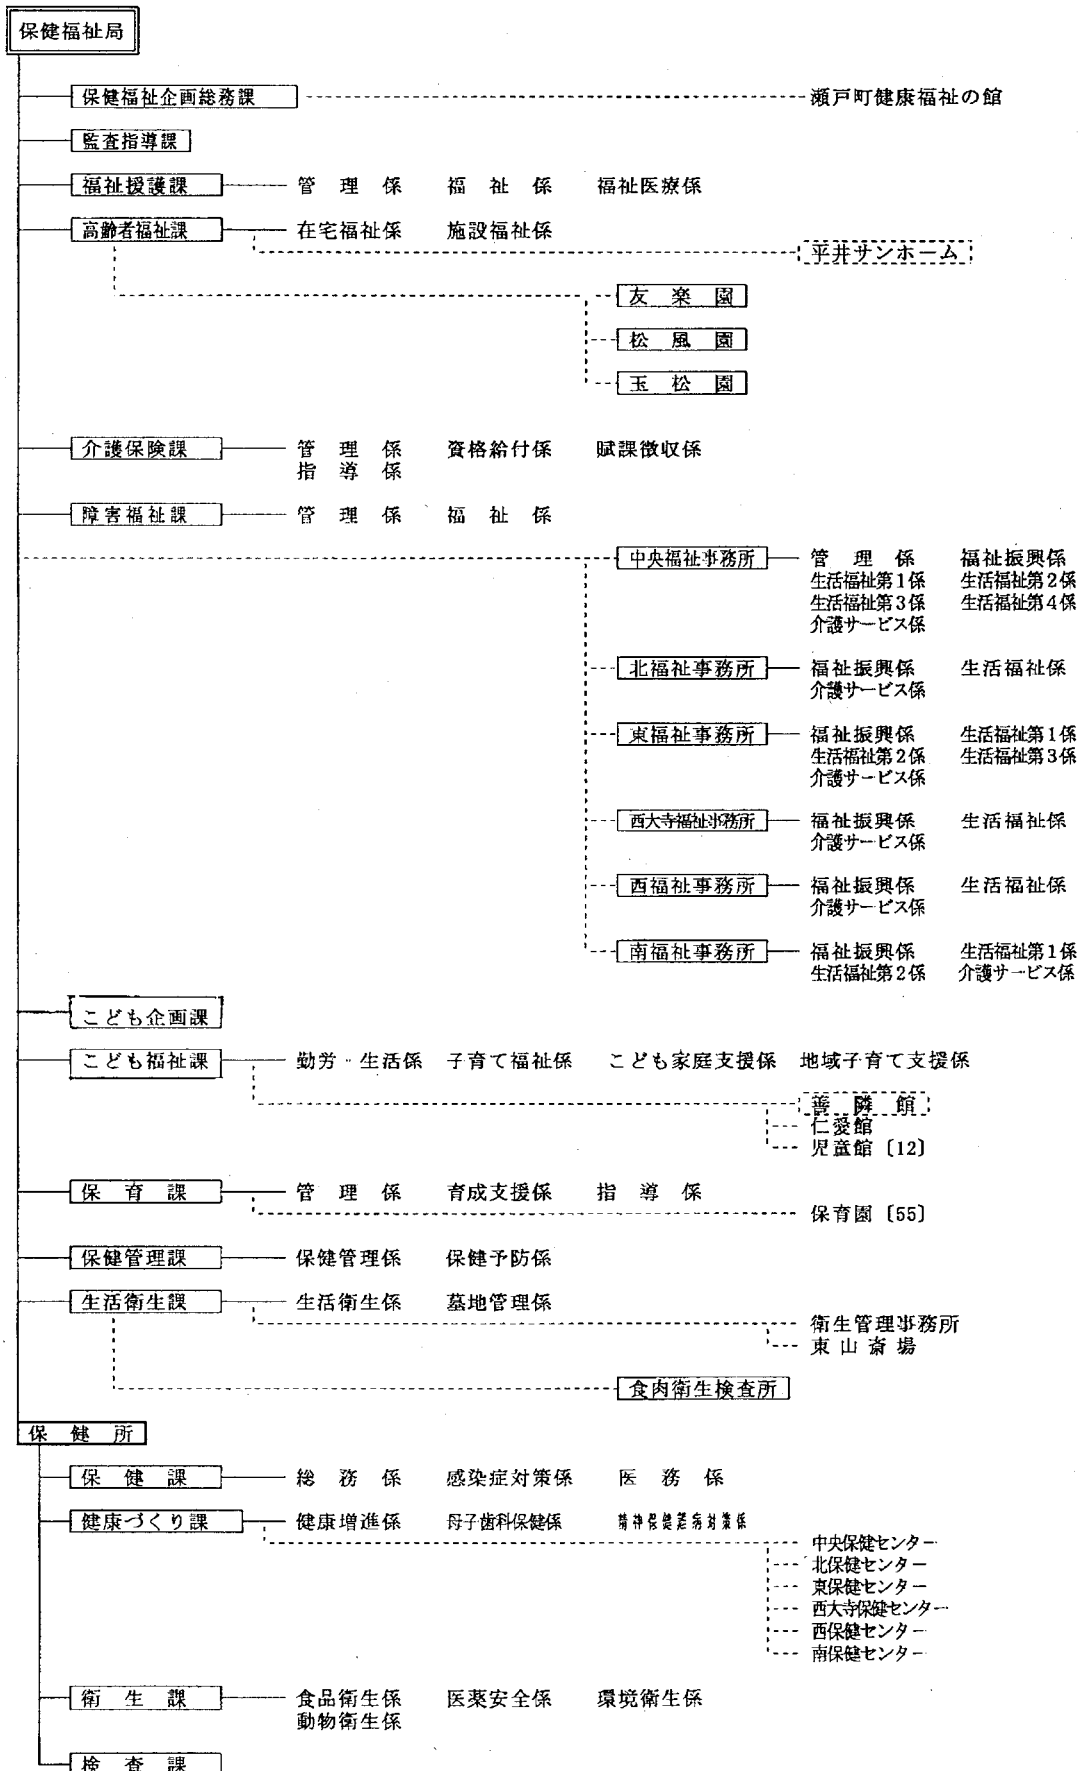 保健福祉局
保健福祉企画総務課 瀬戸町健康福祉の館
監査指導課
福祉援護課 管理係 福祉係 福祉医療係
高齢者福祉課 在宅福祉係 施設福祉係
平井サンホーム
友楽園
松風園
玉松園
介護保険課 管理係 資格給付係 賦課徴収係
指導係
障害福祉課 管理係 福祉係
中央福祉事務所 管理係 福祉振興係
生活福祉第1係 生活福祉第2係
生活福祉第3係 生活福祉第4係
介護サービス係
北福祉事務所 福祉振興係 生活福祉係
介護サービス係
東福祉事務所 福祉振興係 生活福祉第1係
生活福祉第2係 生活福祉第3係
介護サービス係
西大寺福祉事務所 福祉振興係 生活福祉係
介護サービス係
西福祉事務所 福祉振興係 生活福祉係
介護サービス係
南福祉事務所 福祉振興係 生活福祉第1係
生活福祉第2係 介護サービス係
こども企画課
こども福祉課 勤労・生活係 子育て福祉係 こども家庭支援係 地域子育て支援係
善隣館
仁愛館
児童館〔12〕
保育課 管理係 育成支援係 指導係
保育園〔55〕
保健管理課 保健管理係 保健予防係
生活衛生課 生活衛生係 墓地管理係
衛生管理事務所
東山斎場
食肉衛生検査所
保健所
保健課 総務係 感染症対策係 医務係
健康づくり課 健康増進係 母子歯科保健係 精神保健難病対策係
中央保健センター
北保健センター
東保健センター
西大寺保健センター
西保健センター
南保健センター
衛生課 食品衛生係 医薬安全係 環境衛生係
動物衛生係
検査課